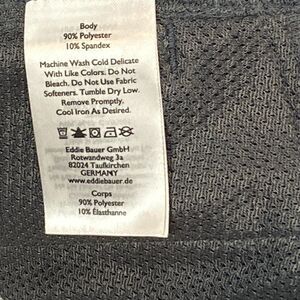 Body
90% Polyester
10% Spandex
Machine Wash Cold Delicate
With Like Colors. Do Not
Bleach. Do Not Use Fabric
Softeners. Tumble Dry Low.
Remove Promptly.
Cool Iron As Desired.
Eddie Bauer GmbH
Rotwandweg 3a
82024 Taufkirchen
GERMANY
www.eddiebauer.de
Corps
90% Polyester
10% Élasthanne